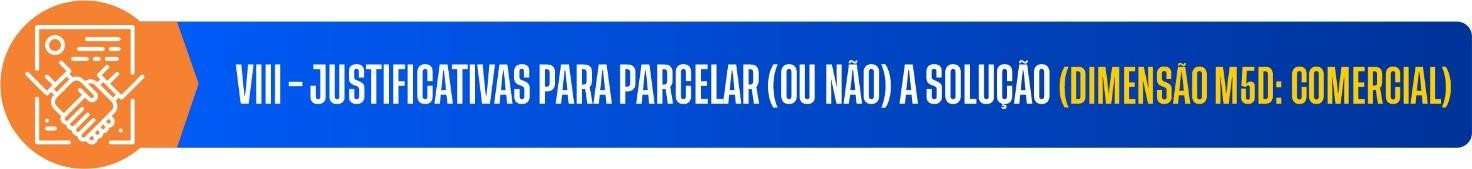 VIII – JUSTIFICATIVAS PARA PARCELAR (OU NÃO) A SOLUÇÃO (DIMENSÃO M5D: COMERCIAL)